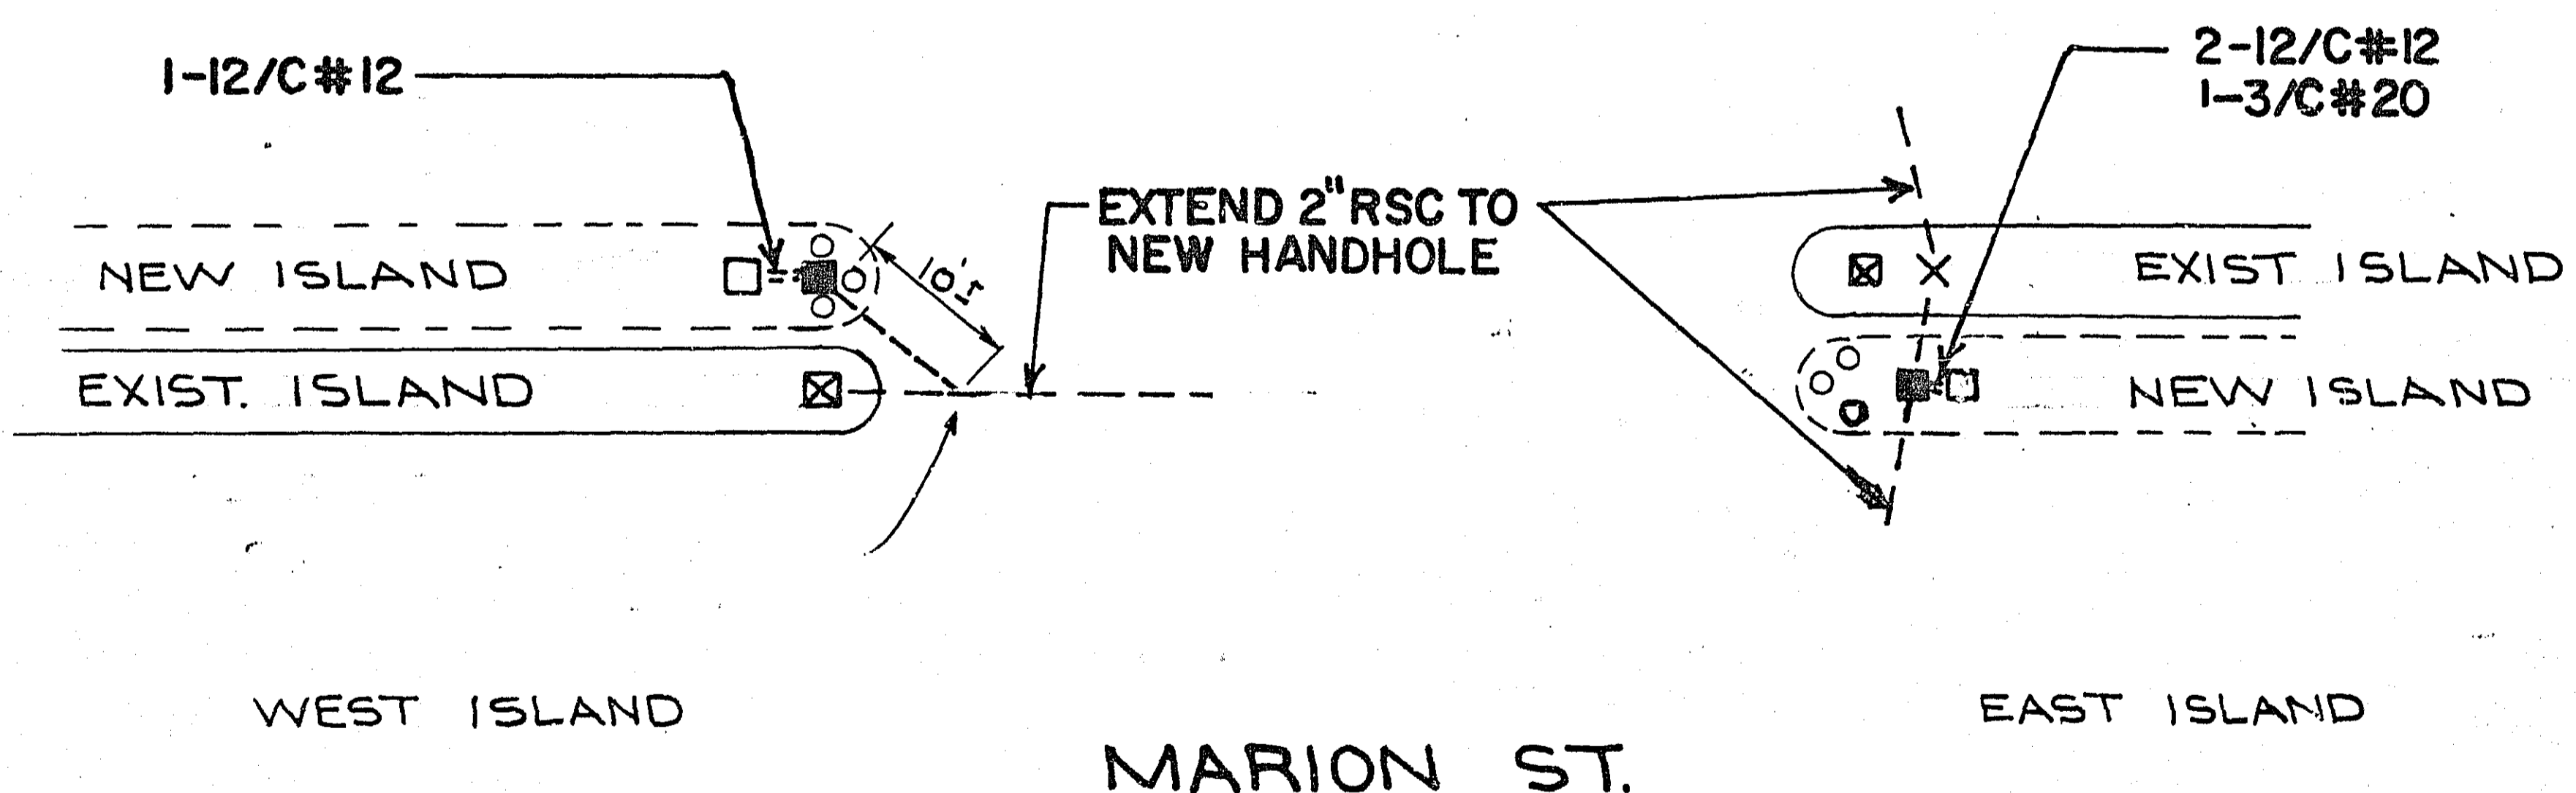 1-12/C#12
2-12/C#12
1-3/C#20
EXTEND 2" RSC TO
NEW HANDHOLE
NEW ISLAND
10'±
EXIST ISLAND
EXIST. ISLAND
NEW ISLAND
WEST ISLAND
EAST ISLAND
MARION ST.